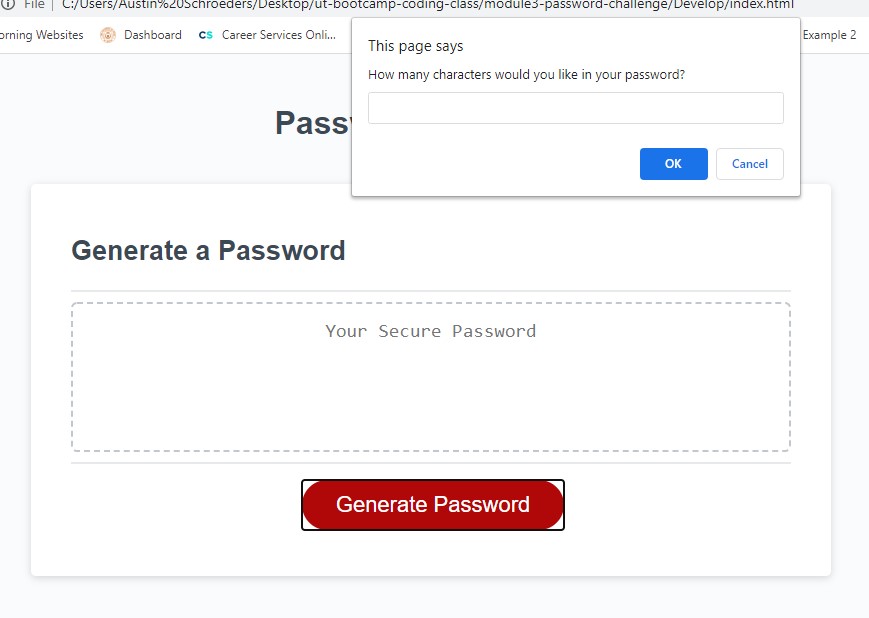 File | C:/Users/Austin%20Schroeders/Desktop/ut-bootcamp-coding-class/module3-password-challenge/Develop/index.html
orning Websites Dashboard CS Career Services Onli... Example 2
This page says
How many characters would you like in your password?
OK Cancel
Passw
Generate a Password
Your Secure Password
Generate Password